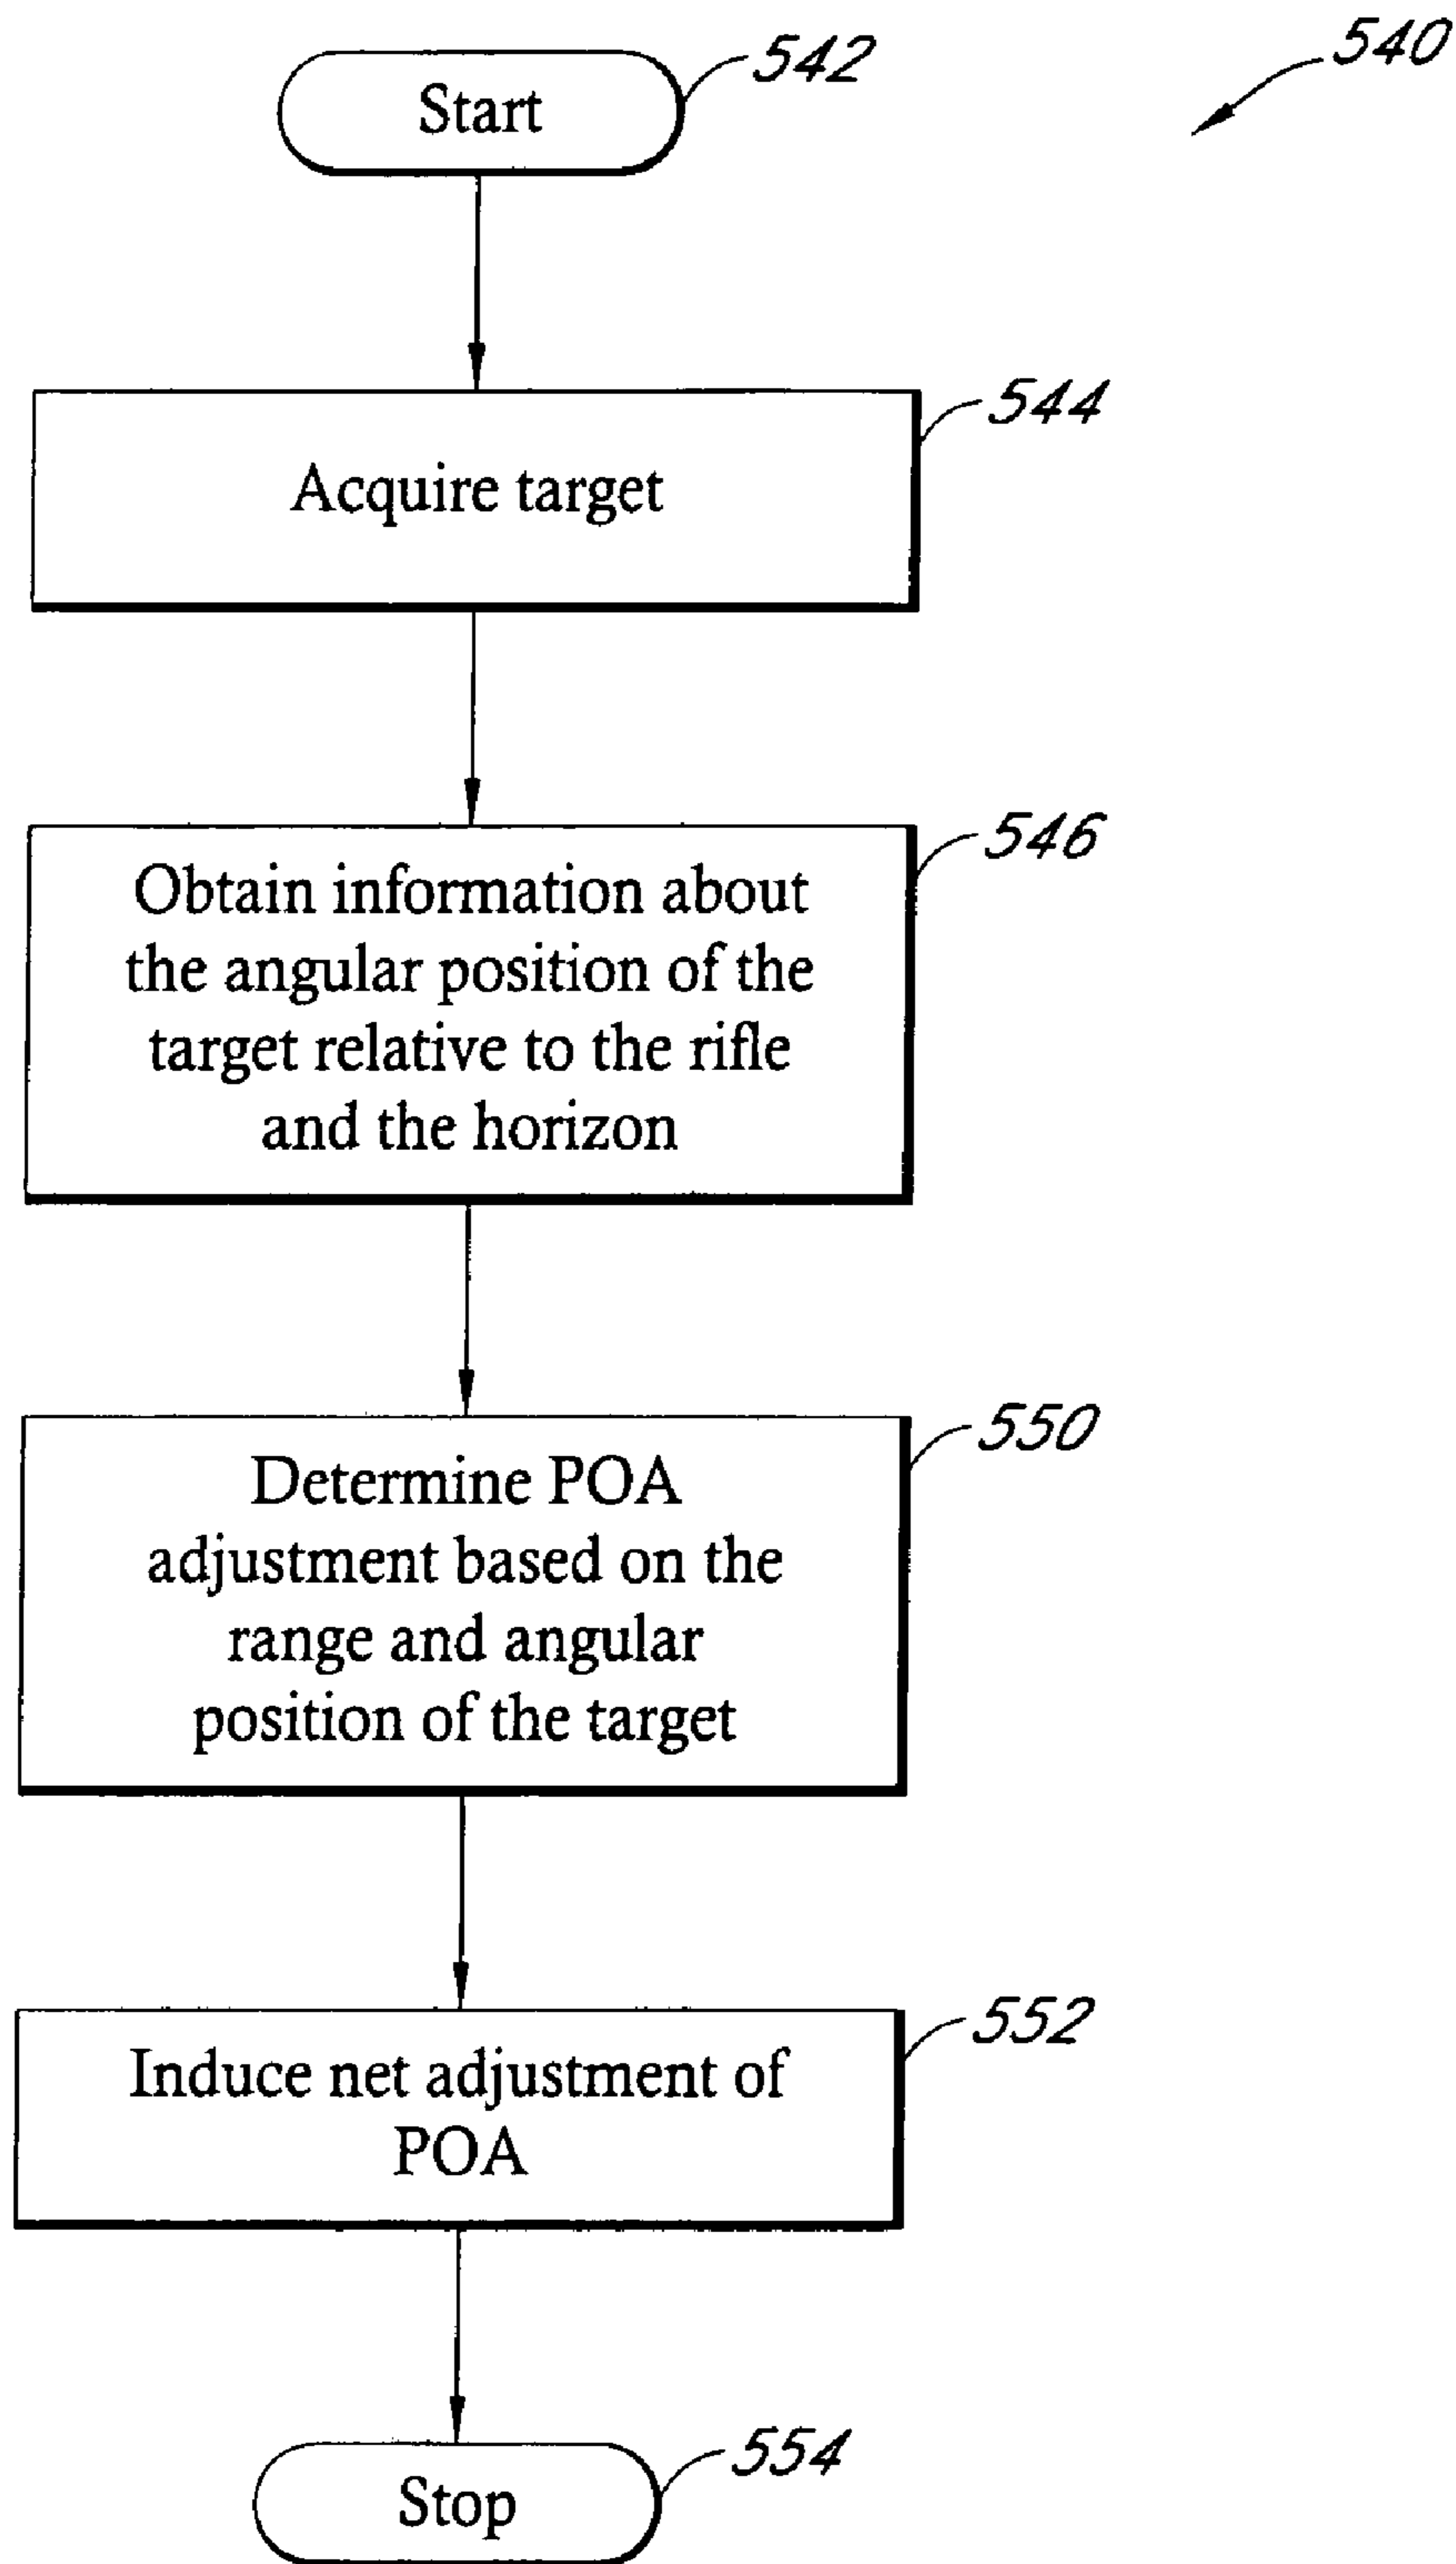 540
542
Start
544
Acquire target
546
Obtain information about
the angular position of the
target relative to the rifle
and the horizon
550
Determine POA
adjustment based on the
range and angular
position of the target
552
Induce net adjustment of
POA
554
Stop